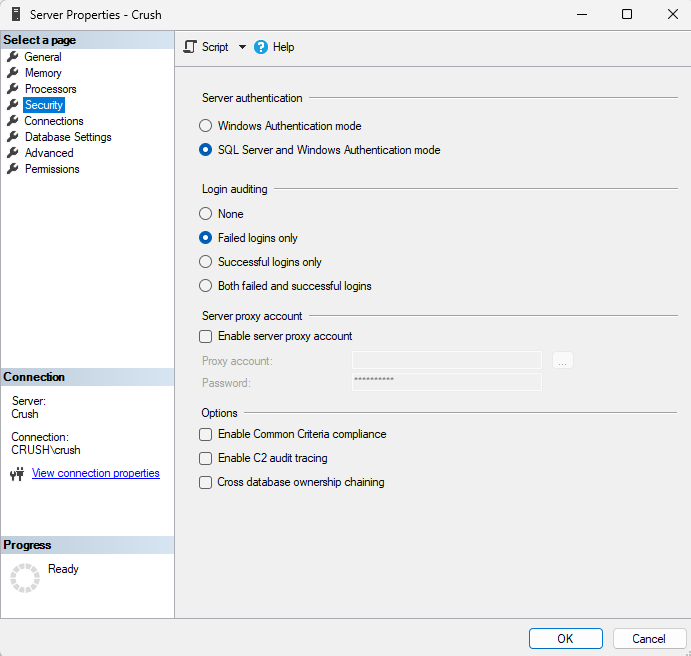 Server Properties - Crush
Select a page
General
Memory
Processors
Security
Connections
Database Settings
Advanced
Permissions
Connection
Server:
Crush
Connection:
CRUSH\crush
View connection properties
Progress
Ready
Script
Help
Server authentication
Windows Authentication mode
SQL Server and Windows Authentication mode
Login auditing
None
Failed logins only
Successful logins only
Both failed and successful logins
Server proxy account
Enable server proxy account
Proxy account:
...
Password: **********
Options
Enable Common Criteria compliance
Enable C2 audit tracing
Cross database ownership chaining
OK Cancel